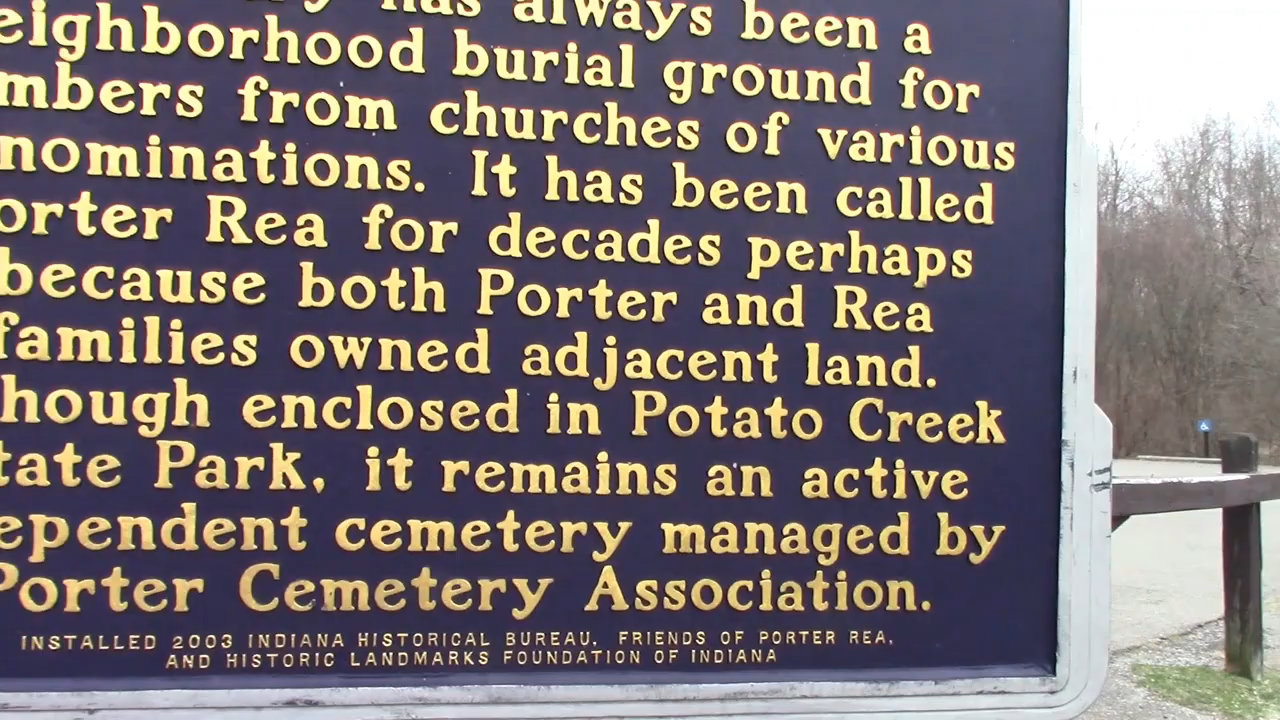 has always been a
eighborhood burial ground for
mbers from churches of various
nominations. It has been called
orter Rea for decades perhaps
because both Porter and Rea
families owned adjacent land.
hough enclosed in Potato Creek
tate Park, it remains an active
ependent cemetery managed by
Porter Cemetery Association.
INSTALLED 2003 INDIANA HISTORICAL BUREAU, FRIENDS OF PORTER REA,
AND HISTORIC LANDMARKS FOUNDATION OF INDIANA